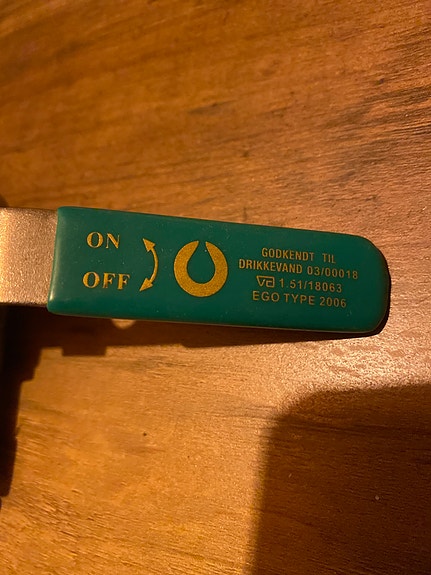 ON
OFF
GODKENDT TIL
DRIKKEVAND 03/00018
VA 1.51/18063
EGO TYPE 2006